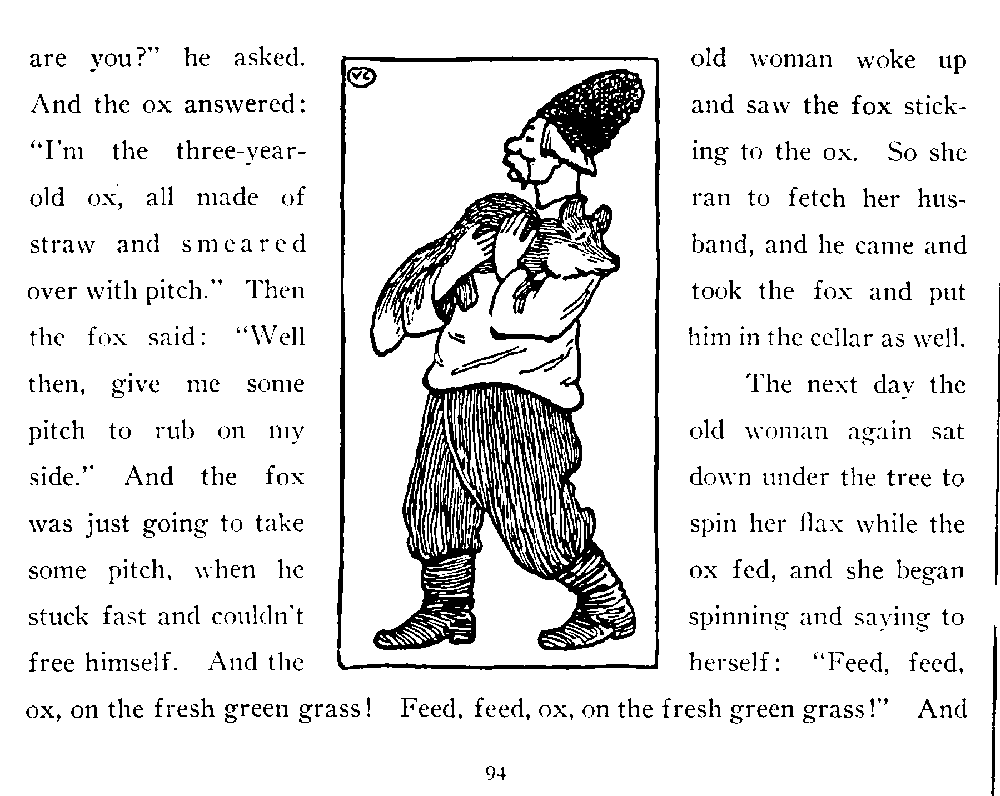 are you?” he asked.
And the ox answered:
“I'm the three-year-
old ox, all made of
straw and smeared
over with pitch.” Then
the fox said: “Well
then, give me some
pitch to rub on my
side.” And the fox
was just going to take
some pitch, when he
stuck fast and couldn't
free himself. And the
VC
old woman woke up
and saw the fox stick-
ing to the ox. So she
ran to fetch her hus-
band, and he came and
took the fox and put
him in the cellar as well.
The next day the
old woman again sat
down under the tree to
spin her flax while the
ox fed, and she began
spinning and saying to
herself: “Feed, feed,
ox, on the fresh green grass! Feed, feed, ox, on the fresh green grass!” And
94